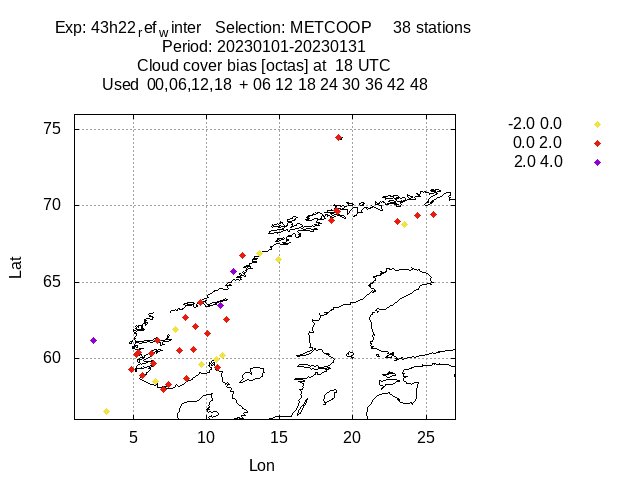 Exp: 43h22refwinter Selection: METCOOP 38 stations
Period: 20230101-20230131
Cloud cover bias [octas] at 18 UTC
Used 00,06,12,18 + 06 12 18 24 30 36 42 48
-2.0 0.0
0.0 2.0
2.0 4.0
75
70
65
60
Lat
5 10 15 20 25
Lon